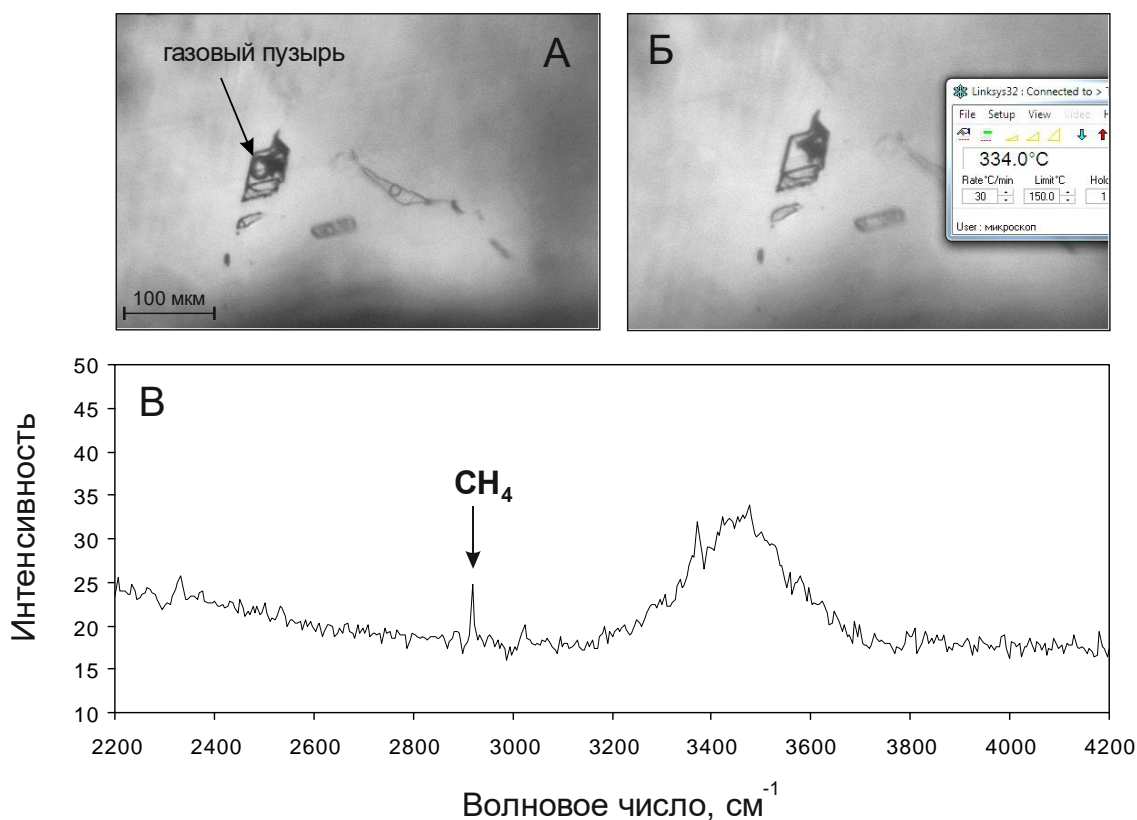 газовый пузырь
А
100 мкм
Б
Linksys32 : Connected to >
File Setup View Video
334.0°C
Rate°C/min Limit°C
30 150.0 1
User : микроскоп
В
CH₄
Интенсивность
50
45
40
35
30
25
20
15
10
2200 2400 2600 2800 3000 3200 3400 3600 3800 4000 4200
Волновое число, см⁻¹